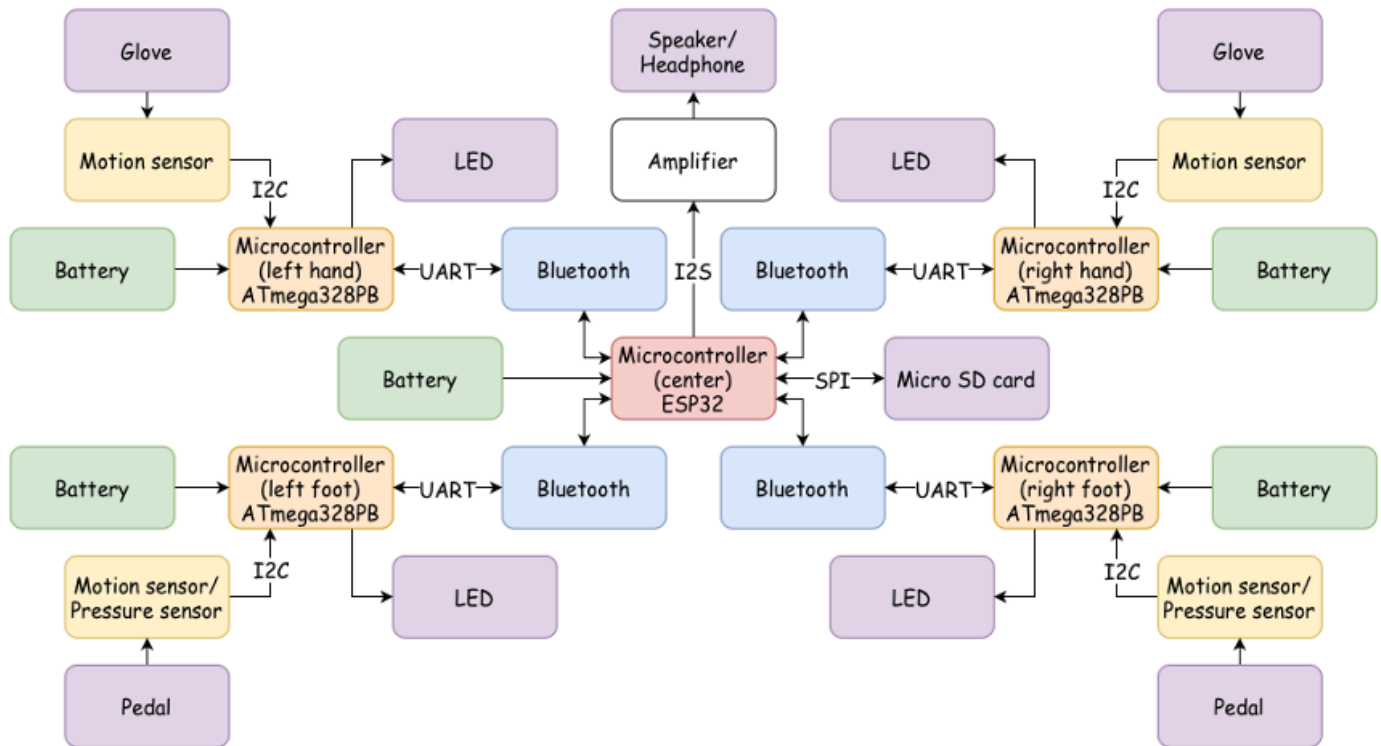 Glove
Speaker/
Headphone
Glove
Motion sensor
LED
Amplifier
LED
Motion sensor
I2C
I2C
Battery
Microcontroller
(left hand)
ATmega328PB
UART
Bluetooth
I2S
Bluetooth
UART
Microcontroller
(right hand)
ATmega328PB
Battery
Battery
Microcontroller
(center)
ESP32
SPI
Micro SD card
Battery
Microcontroller
(left foot)
ATmega328PB
UART
Bluetooth
Bluetooth
UART
Microcontroller
(right foot)
ATmega328PB
Battery
I2C
I2C
Motion sensor/
Pressure sensor
LED
LED
Motion sensor/
Pressure sensor
Pedal
Pedal